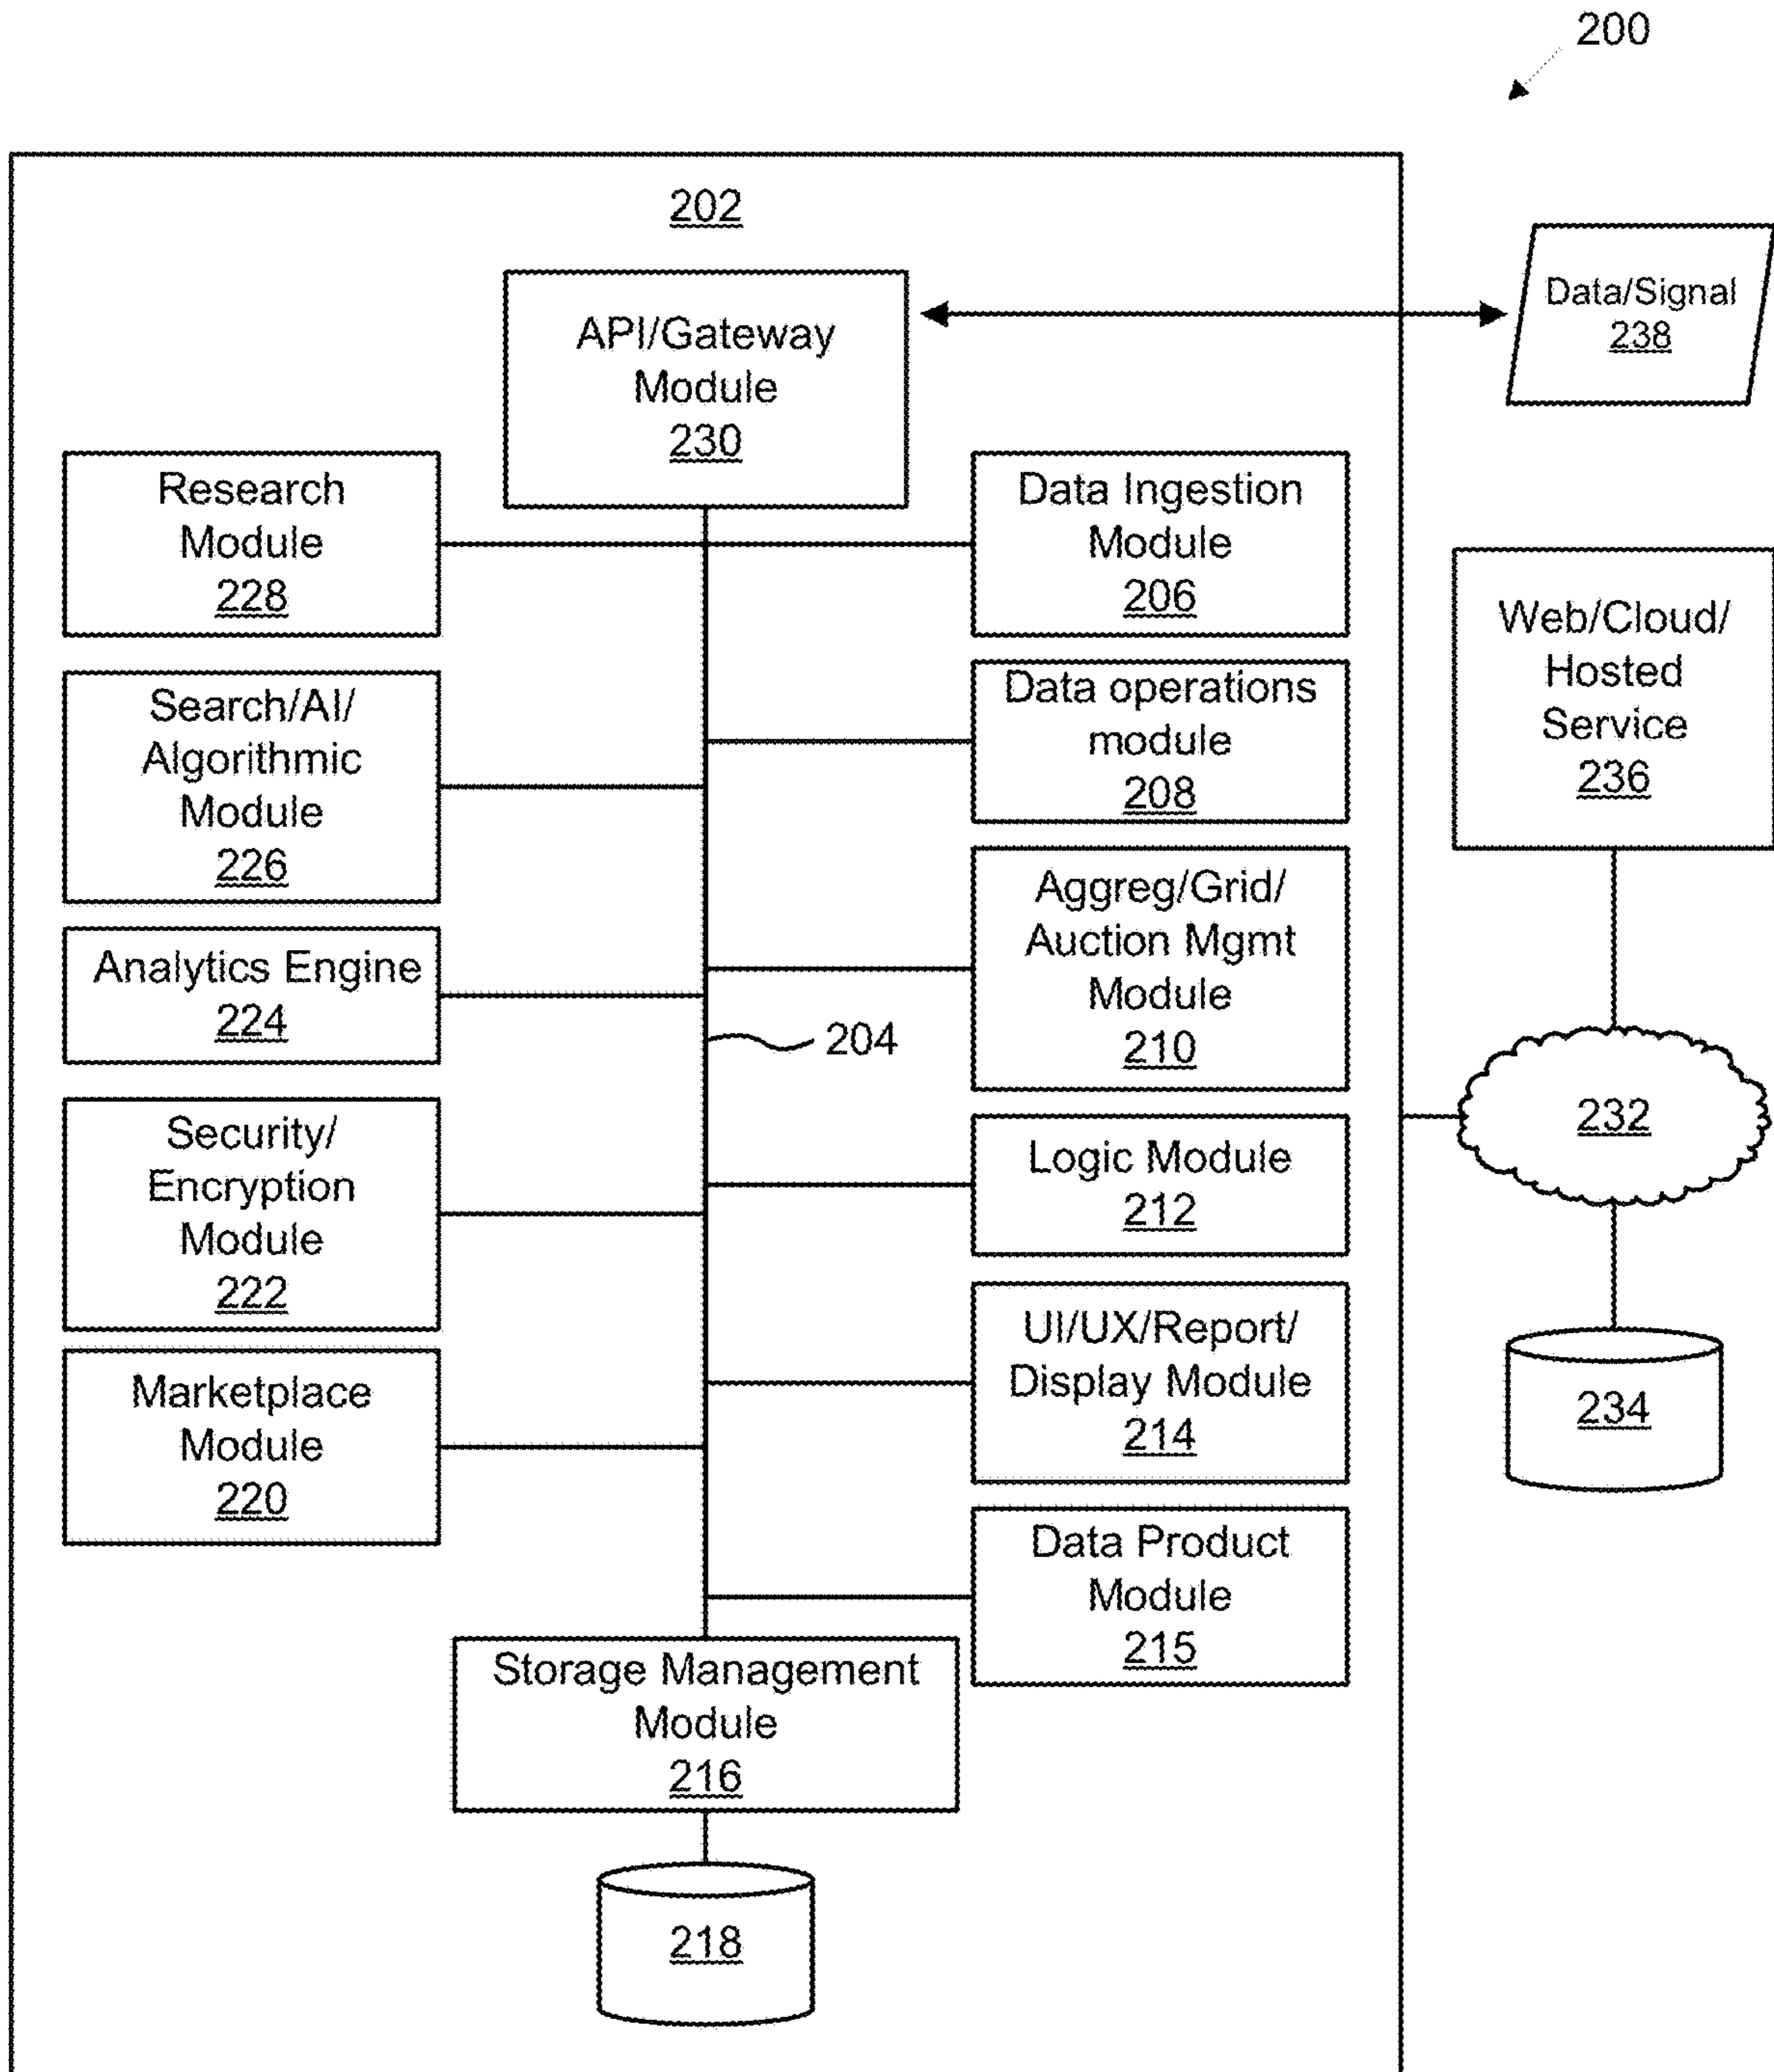 200
202
API/Gateway
Module
230
Data/Signal
238
Research
Module
228
Data Ingestion
Module
206
Web/Cloud/
Hosted
Service
236
Search/AI/
Algorithmic
Module
226
Data operations
module
208
Analytics Engine
224
Aggreg/Grid/
Auction Mgmt
Module
210
204
232
Security/
Encryption
Module
222
Logic Module
212
Marketplace
Module
220
UI/UX/Report/
Display Module
214
234
Data Product
Module
215
Storage Management
Module
216
218